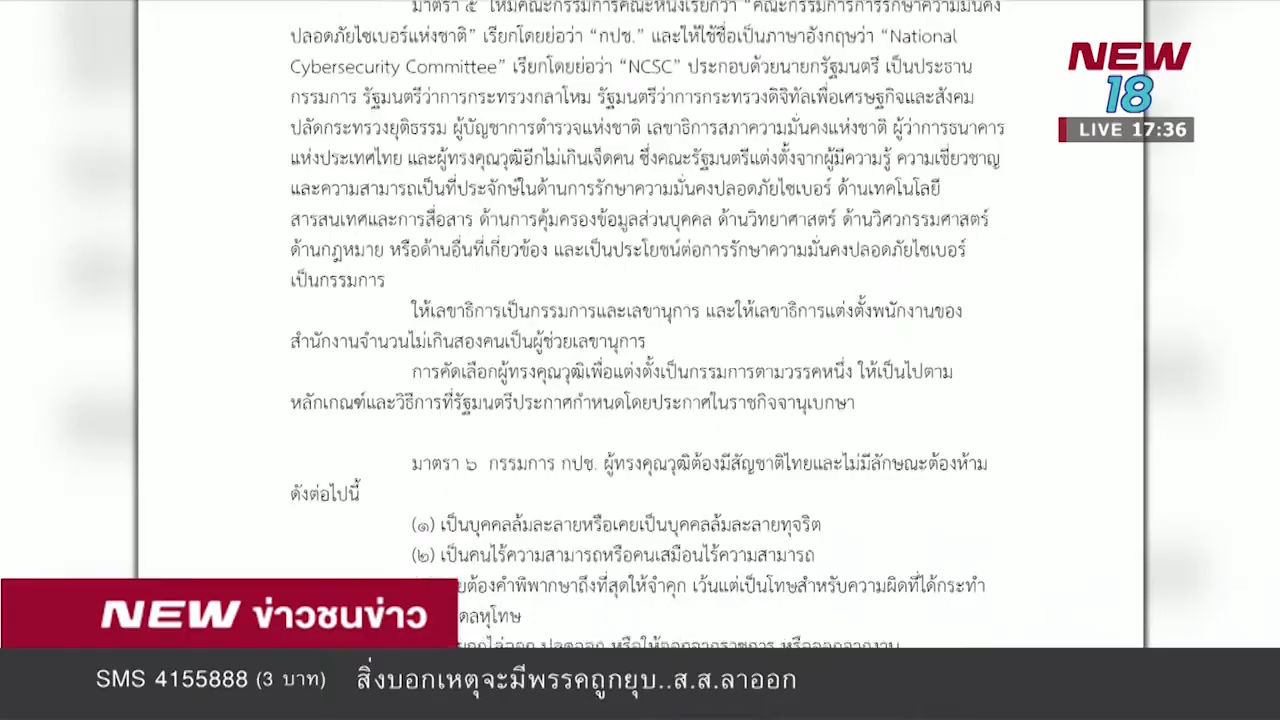 มาตรา ๕ ให้มีคณะกรรมการคณะหนึ่งเรียกว่า “คณะกรรมการการรักษาความมั่นคง
ปลอดภัยไซเบอร์แห่งชาติ” เรียกโดยย่อว่า “กปช.” และให้ใช้ชื่อเป็นภาษาอังกฤษว่า “National
Cybersecurity Committee” เรียกโดยย่อว่า “NCSC” ประกอบด้วยนายกรัฐมนตรี เป็นประธาน
กรรมการ รัฐมนตรีว่าการกระทรวงกลาโหม รัฐมนตรีว่าการกระทรวงดิจิทัลเพื่อเศรษฐกิจและสังคม
ปลัดกระทรวงยุติธรรม ผู้บัญชาการตำรวจแห่งชาติ เลขาธิการสภาความมั่นคงแห่งชาติ ผู้ว่าการธนาคาร
แห่งประเทศไทย และผู้ทรงคุณวุฒิอีกไม่เกินเจ็ดคน ซึ่งคณะรัฐมนตรีแต่งตั้งจากผู้มีความรู้ ความเชี่ยวชาญ
และความสามารถเป็นที่ประจักษ์ในด้านการรักษาความมั่นคงปลอดภัยไซเบอร์ ด้านเทคโนโลยี
สารสนเทศและการสื่อสาร ด้านการคุ้มครองข้อมูลส่วนบุคคล ด้านวิทยาศาสตร์ ด้านวิศวกรรมศาสตร์
ด้านกฎหมาย หรือด้านอื่นที่เกี่ยวข้อง และเป็นประโยชน์ต่อการรักษาความมั่นคงปลอดภัยไซเบอร์
เป็นกรรมการ
ให้เลขาธิการเป็นกรรมการและเลขานุการ และให้เลขาธิการแต่งตั้งพนักงานของ
สำนักงานจำนวนไม่เกินสองคนเป็นผู้ช่วยเลขานุการ
การคัดเลือกผู้ทรงคุณวุฒิเพื่อแต่งตั้งเป็นกรรมการตามวรรคหนึ่ง ให้เป็นไปตาม
หลักเกณฑ์และวิธีการที่รัฐมนตรีประกาศกำหนดโดยประกาศในราชกิจจานุเบกษา
มาตรา ๖ กรรมการ กปช. ผู้ทรงคุณวุฒิต้องมีสัญชาติไทยและไม่มีลักษณะต้องห้าม
ดังต่อไปนี้
(๑) เป็นบุคคลล้มละลายหรือเคยเป็นบุคคลล้มละลายทุจริต
(๒) เป็นคนไร้ความสามารถหรือคนเสมือนไร้ความสามารถ
ต้องคำพิพากษาถึงที่สุดให้จำคุก เว้นแต่เป็นโทษสำหรับความผิดที่ได้กระทำ
ลหุโทษ
หรือให้ออกจากราชการ หรือออกจากงาน
NEW
18
LIVE 17:36
NEW ข่าวชนข่าว
SMS 4155888 (3 บาท) สิ่งบอกเหตุจะมีพรรคถูกยุบ..ส.ส.ลาออก